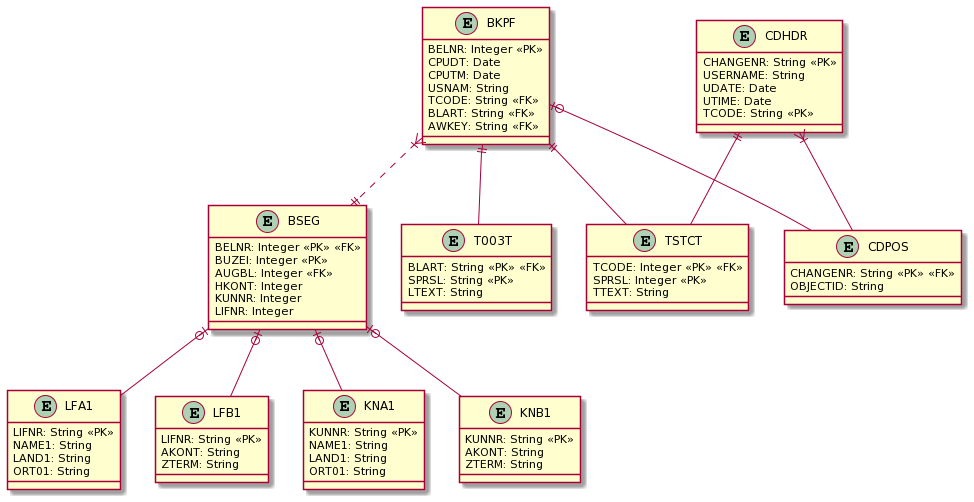 E BKPF
BELNR: Integer «PK»
CPUDT: Date
CPUTM: Date
USNAM: String
TCODE: String «FK»
BLART: String «FK»
AWKEY: String «FK»
E CDHDR
CHANGENR: String «PK»
USERNAME: String
UDATE: Date
UTIME: Date
TCODE: String «PK»
E BSEG
BELNR: Integer «PK» «FK»
BUZEI: Integer «PK»
AUGBL: Integer «FK»
HKONT: Integer
KUNNR: Integer
LIFNR: Integer
E T003T
BLART: String «PK» «FK»
SPRSL: String «PK»
LTEXT: String
E TSTCT
TCODE: Integer «PK» «FK»
SPRSL: Integer «PK»
TTEXT: String
E CDPOS
CHANGENR: String «PK» «FK»
OBJECTID: String
E LFA1
LIFNR: String «PK»
NAME1: String
LAND1: String
ORT01: String
E LFB1
LIFNR: String «PK»
AKONT: String
ZTERM: String
E KNA1
KUNNR: String «PK»
NAME1: String
LAND1: String
ORT01: String
E KNB1
KUNNR: String «PK»
AKONT: String
ZTERM: String